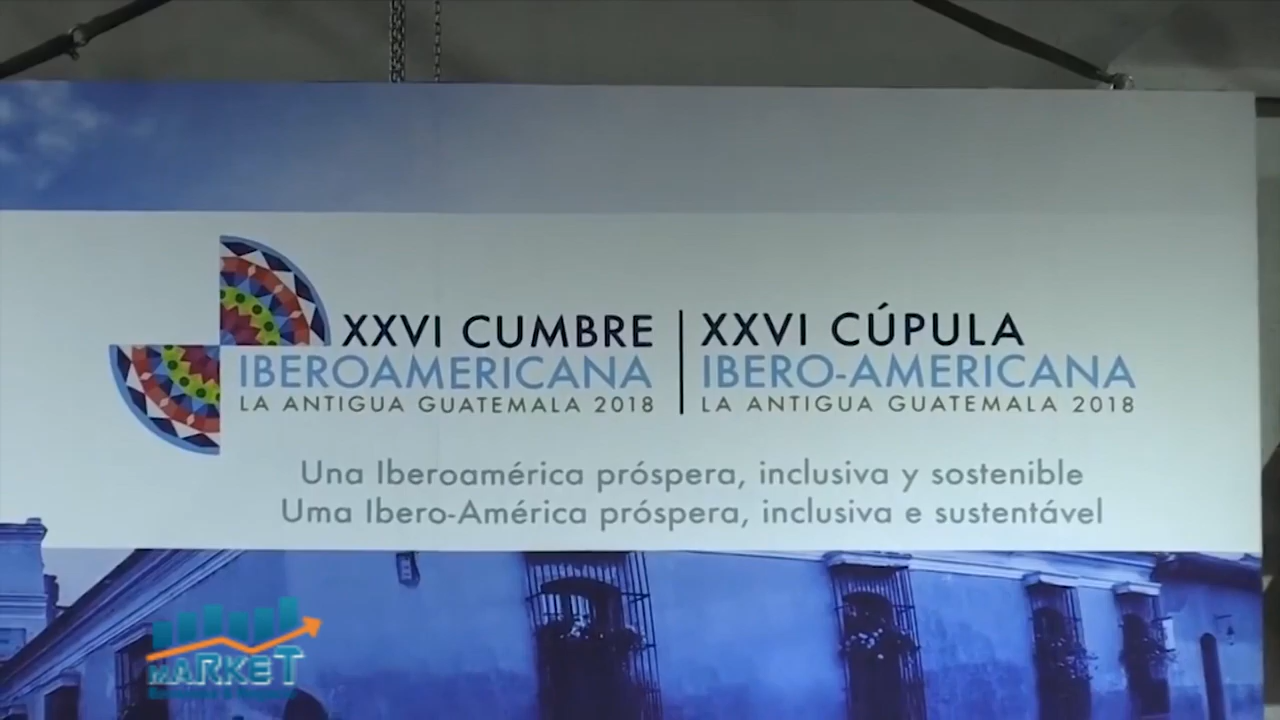 XXVI CUMBRE
IBEROAMERICANA
LA ANTIGUA GUATEMALA 2018
XXVI CÚPULA
IBERO-AMERICANA
LA ANTIGUA GUATEMALA 2018
Una Iberoamérica próspera, inclusiva y sostenible
Uma Ibero-América próspera, inclusiva e sustentável
MARKET